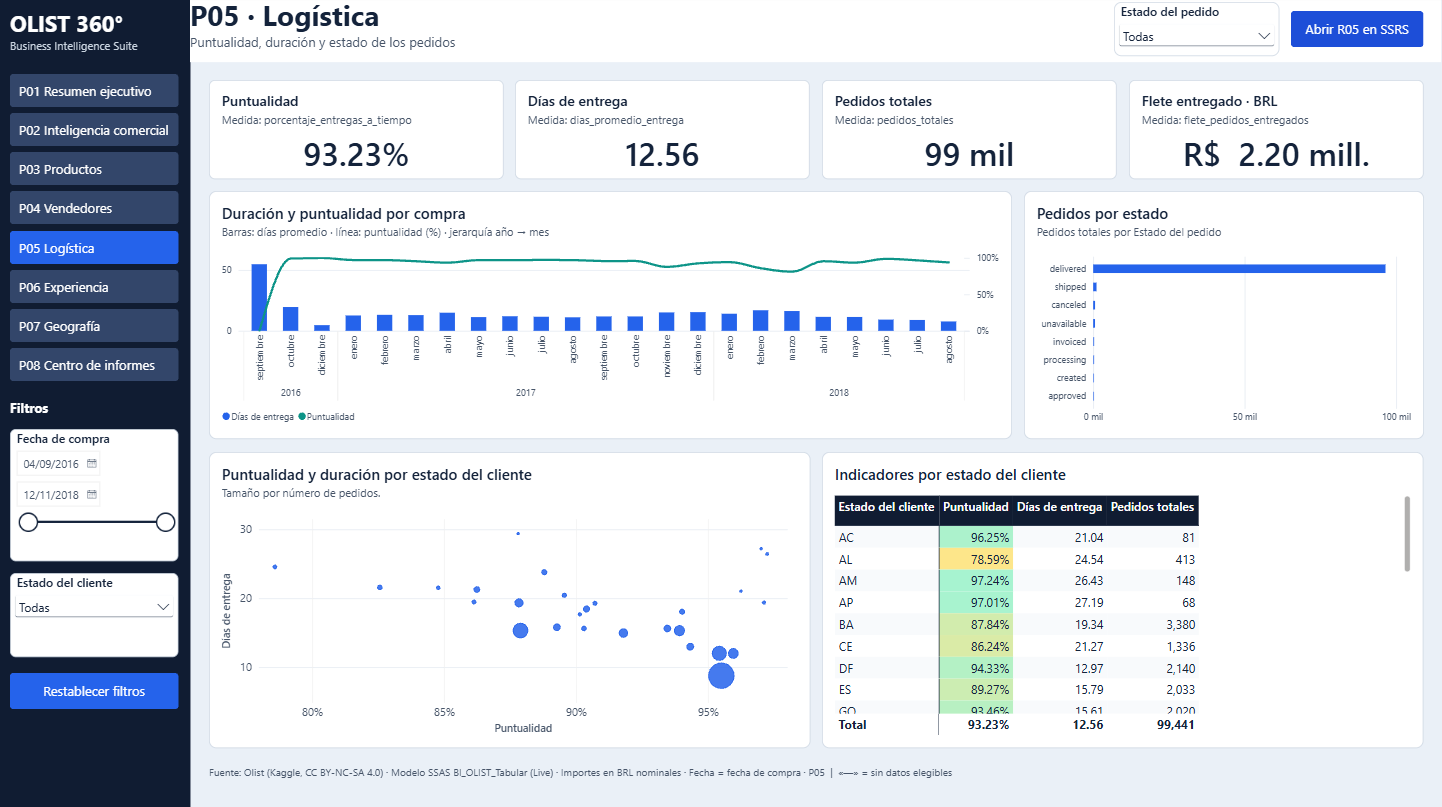 OLIST 360°
Business Intelligence Suite
P01 Resumen ejecutivo
P02 Inteligencia comercial
P03 Productos
P04 Vendedores
P05 Logística
P06 Experiencia
P07 Geografía
P08 Centro de informes
Filtros
Fecha de compra
04/09/2016
12/11/2018
Estado del cliente
Todas
Restablecer filtros
P05 · Logística
Puntualidad, duración y estado de los pedidos
Estado del pedido
Todas
Abrir R05 en SSRS
Puntualidad
Medida: porcentaje_entregas_a_tiempo
93.23%
Días de entrega
Medida: dias_promedio_entrega
12.56
Pedidos totales
Medida: pedidos_totales
99 mil
Flete entregado · BRL
Medida: flete_pedidos_entregados
R$ 2.20 mill.
Duración y puntualidad por compra
Barras: días promedio · línea: puntualidad (%) · jerarquía año → mes
50
0
100%
50%
0%
septiembre octubre diciembre enero febrero marzo abril mayo junio julio agosto septiembre octubre noviembre diciembre enero febrero marzo abril mayo junio julio agosto
2016 2017 2018
Días de entrega Puntualidad
Pedidos por estado
Pedidos totales por Estado del pedido
delivered
shipped
canceled
unavailable
invoiced
processing
created
approved
0 mil 50 mil 100 mil
Puntualidad y duración por estado del cliente
Tamaño por número de pedidos.
Días de entrega
30
20
10
80% 85% 90% 95%
Puntualidad
Indicadores por estado del cliente
Estado del cliente Puntualidad Días de entrega Pedidos totales
AC 96.25% 21.04 81
AL 78.59% 24.54 413
AM 97.24% 26.43 148
AP 97.01% 27.19 68
BA 87.84% 19.34 3,380
CE 86.24% 21.27 1,336
DF 94.33% 12.97 2,140
ES 89.27% 15.79 2,033
GO 93.46% 15.61 2,020
Total 93.23% 12.56 99,441
Fuente: Olist (Kaggle, CC BY-NC-SA 4.0) · Modelo SSAS BI_OLIST_Tabular (Live) · Importes en BRL nominales · Fecha = fecha de compra · P05 | «—» = sin datos elegibles